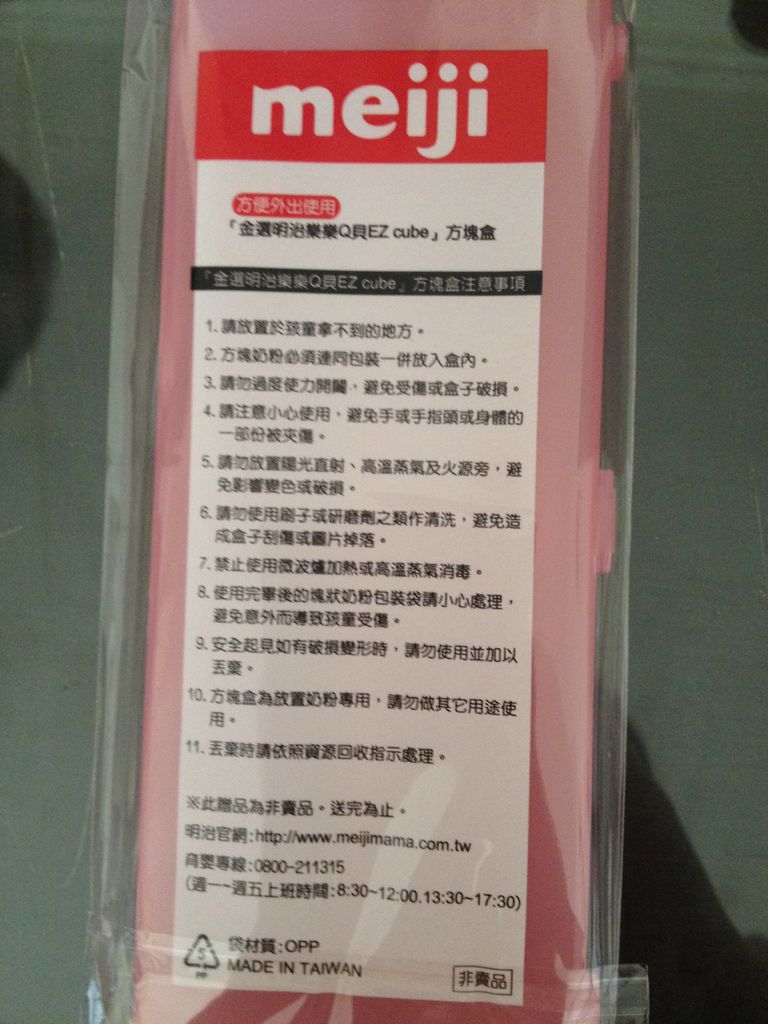 meiji
方便外出使用
「金選明治樂樂Q貝EZ cube」方塊盒
「金選明治樂樂Q貝EZ cube」方塊盒注意事項
1. 請放置於孩童拿不到的地方。
2. 方塊奶粉必須連同包裝一併放入盒內。
3. 請勿過度使力開闔，避免受傷或盒子破損。
4. 請注意小心使用，避免手或手指頭或身體的
一部份被夾傷。
5. 請勿放置陽光直射、高溫蒸氣及火源旁，避
免影響變色或破損。
6. 請勿使用刷子或研磨劑之類作清洗，避免造
成盒子刮傷或圖片掉落。
7. 禁止使用微波爐加熱或高溫蒸氣消毒。
8. 使用完畢後的塊狀奶粉包裝袋請小心處理，
避免意外而導致孩童受傷。
9. 安全起見如有破損變形時，請勿使用並加以
丟棄。
10. 方塊盒為放置奶粉專用，請勿做其它用途使
用。
11. 丟棄時請依照資源回收指示處理。
※此贈品為非賣品。送完為止。
明治官網:http://www.meijimama.com.tw
育嬰專線:0800-211315
(週一~週五上班時間:8:30~12:00.13:30~17:30)
5
PP
袋材質:OPP
MADE IN TAIWAN
非賣品